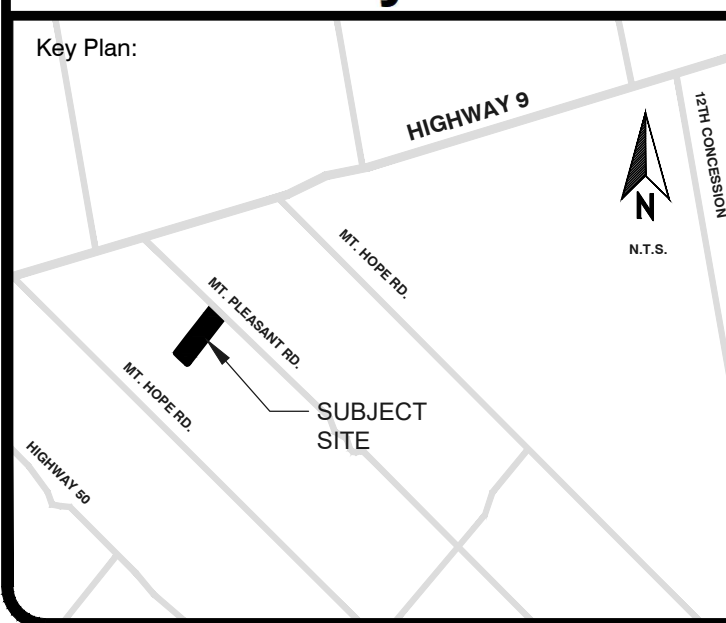 Key Plan:
HIGHWAY 9
12TH CONCESSION
N
N.T.S.
MT. HOPE RD.
MT. PLEASANT RD.
MT. HOPE RD.
SUBJECT
SITE
HIGHWAY 50